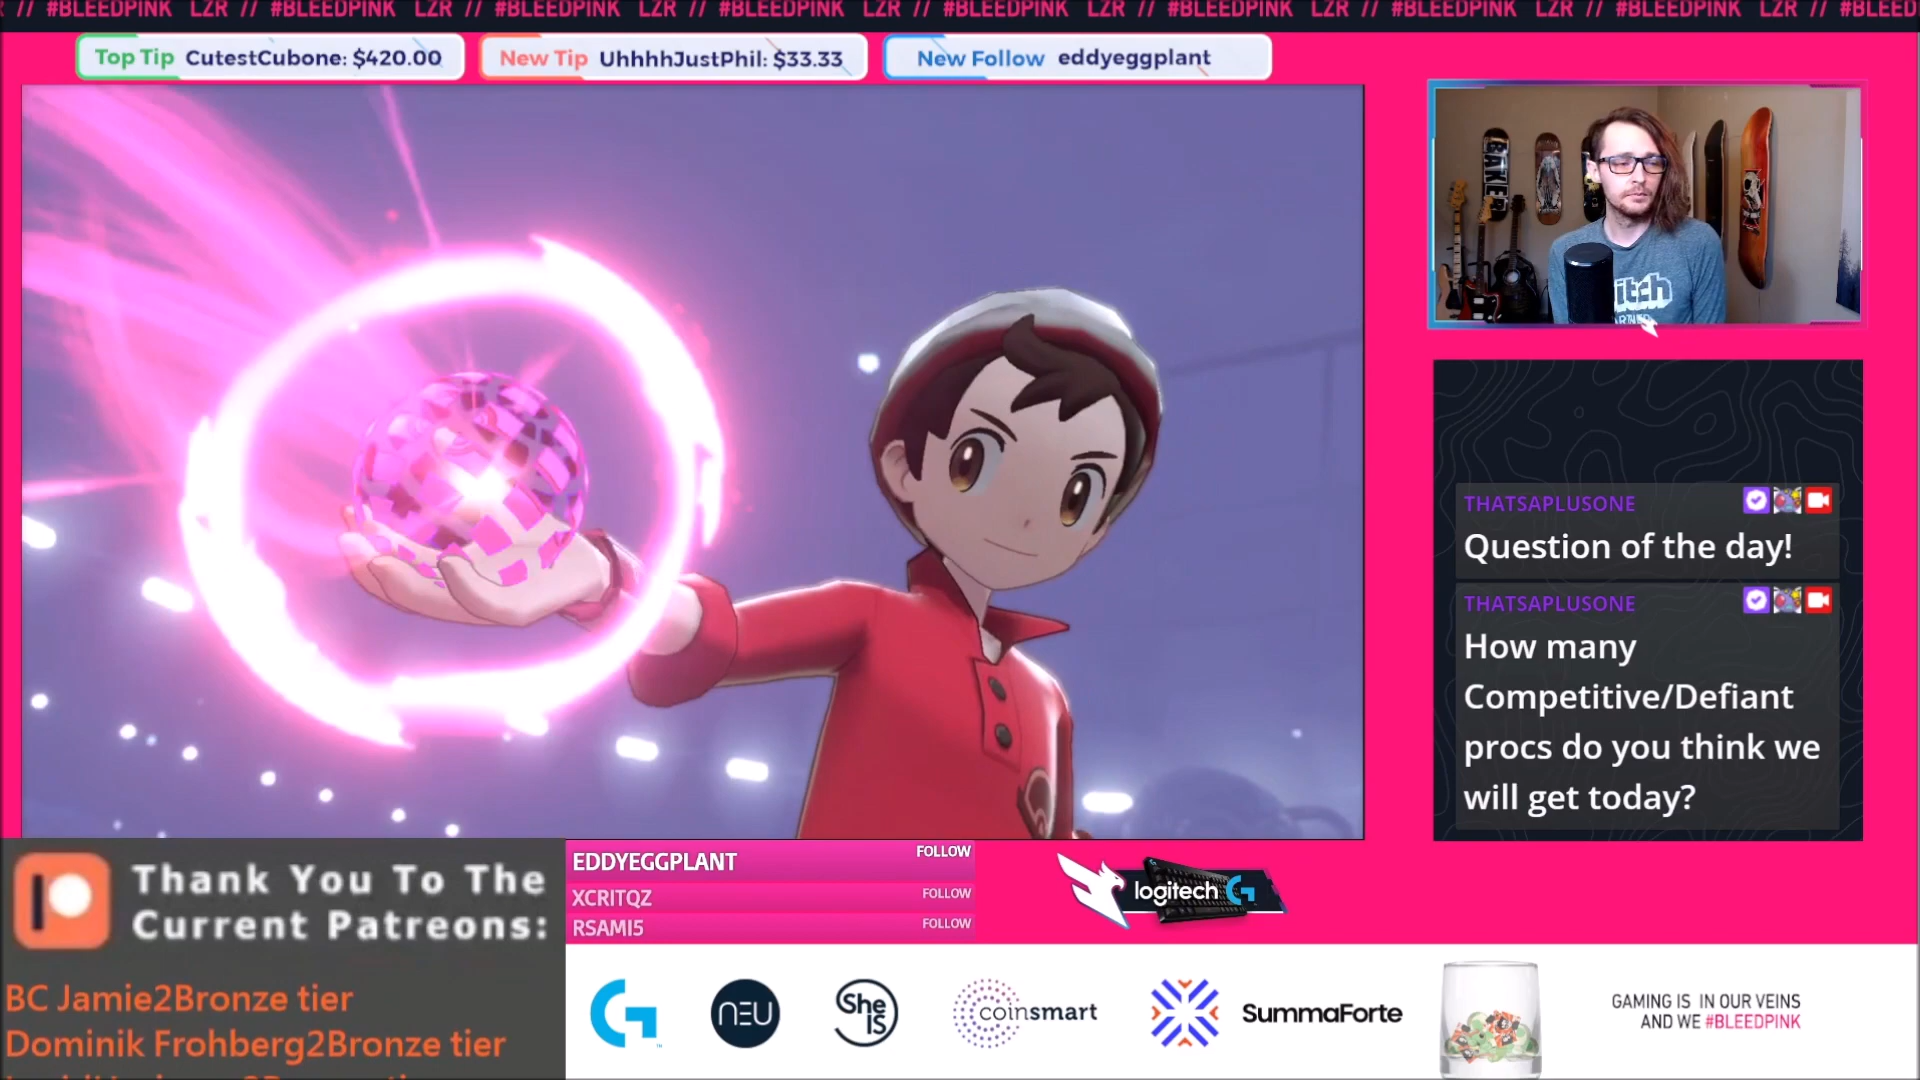 // #BLEEDPINK LZR // #BLEEDPINK LZR // #BLEEDPINK LZR // #BLEEDPINK LZR // #BLEEDPINK LZR // #BLEEDPINK LZR // #BLEEDPINK LZR // #BLEEDPINK LZR // #BLEED
Top Tip CutestCubone: $420.00
New Tip UhhhhJustPhil: $33.33
New Follow eddyeggplant
BAKER
itch
THATSAPLUSONE
Question of the day!
THATSAPLUSONE
How many
Competitive/Defiant
procs do you think we
will get today?
Thank You To The
Current Patreons:
BC Jamie2Bronze tier
Dominik Frohberg2Bronze tier
EDDYEGGPLANT FOLLOW
XCRITQZ FOLLOW
RSAMI5 FOLLOW
logitech G
G
NEU
She
IS
coinsmart
SummaForte
GAMING IS IN OUR VEINS
AND WE #BLEEDPINK